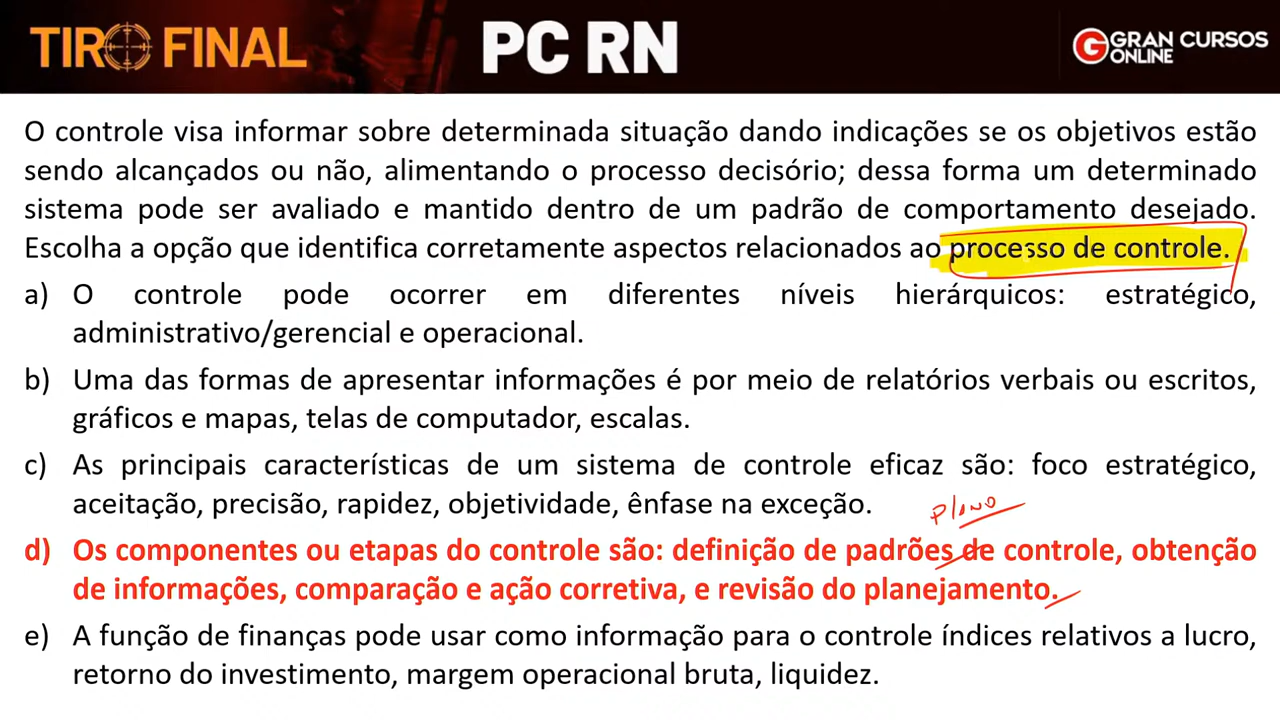 TIRO FINAL
PC RN
GRAN CURSOS
ONLINE
O controle visa informar sobre determinada situação dando indicações se os objetivos estão
sendo alcançados ou não, alimentando o processo decisório; dessa forma um determinado
sistema pode ser avaliado e mantido dentro de um padrão de comportamento desejado.
Escolha a opção que identifica corretamente aspectos relacionados ao processo de controle.
a) O controle pode ocorrer em diferentes níveis hierárquicos: estratégico,
administrativo/gerencial e operacional.
b) Uma das formas de apresentar informações é por meio de relatórios verbais ou escritos,
gráficos e mapas, telas de computador, escalas.
c) As principais características de um sistema de controle eficaz são: foco estratégico,
aceitação, precisão, rapidez, objetividade, ênfase na exceção.
plano
d) Os componentes ou etapas do controle são: definição de padrões de controle, obtenção
de informações, comparação e ação corretiva, e revisão do planejamento.
e) A função de finanças pode usar como informação para o controle índices relativos a lucro,
retorno do investimento, margem operacional bruta, liquidez.